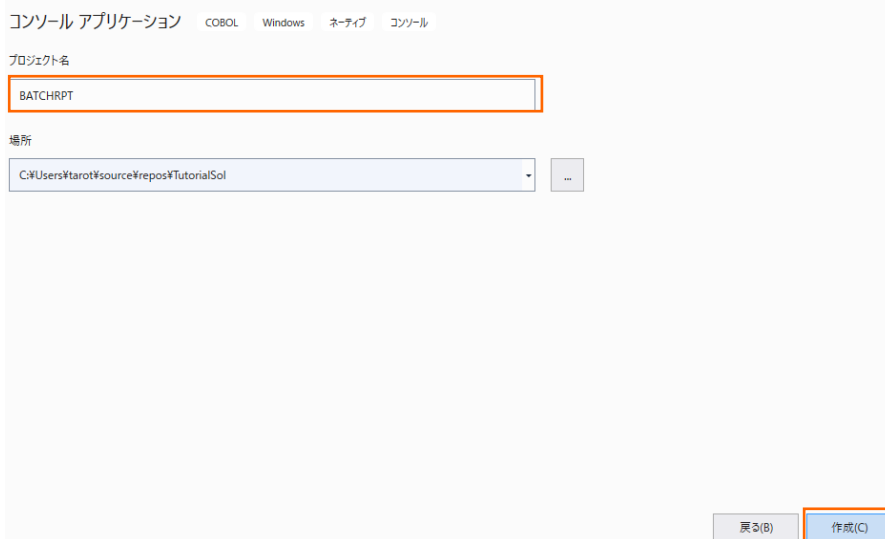 コンソール アプリケーション COBOL Windows ネーティブ コンソール
プロジェクト名
BATCHRPT
場所
C:¥Users¥tarot¥source¥repos¥TutorialSol
...
戻る(B) 作成(C)